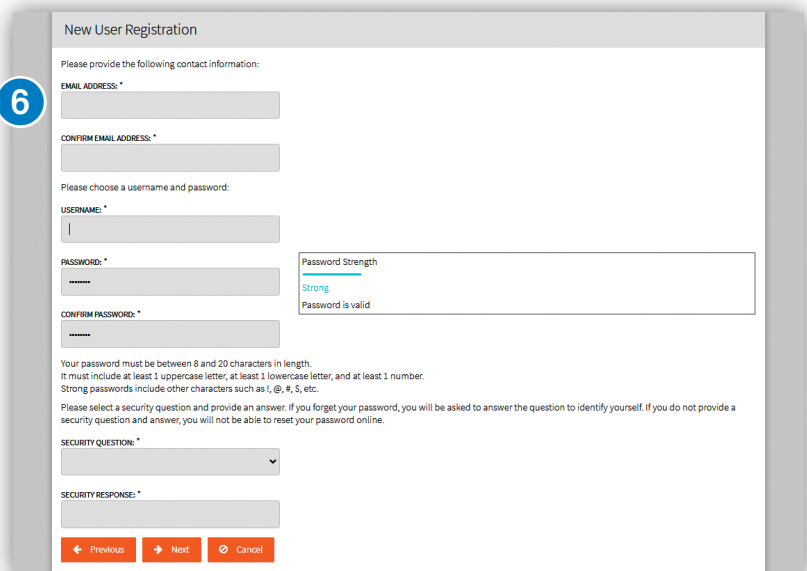 New User Registration
Please provide the following contact information:
6
EMAIL ADDRESS: *
CONFIRM EMAIL ADDRESS: *
Please choose a username and password:
USERNAME: *
PASSWORD: *
Password Strength
Strong
Password is valid
CONFIRM PASSWORD: *
Your password must be between 8 and 20 characters in length.
It must include at least 1 uppercase letter, at least 1 lowercase letter, and at least 1 number.
Strong passwords include other characters such as !, @, #, $, etc.
Please select a security question and provide an answer. If you forget your password, you will be asked to answer the question to identify yourself. If you do not provide a
security question and answer, you will not be able to reset your password online.
SECURITY QUESTION: *
SECURITY RESPONSE: *
Previous Next Cancel